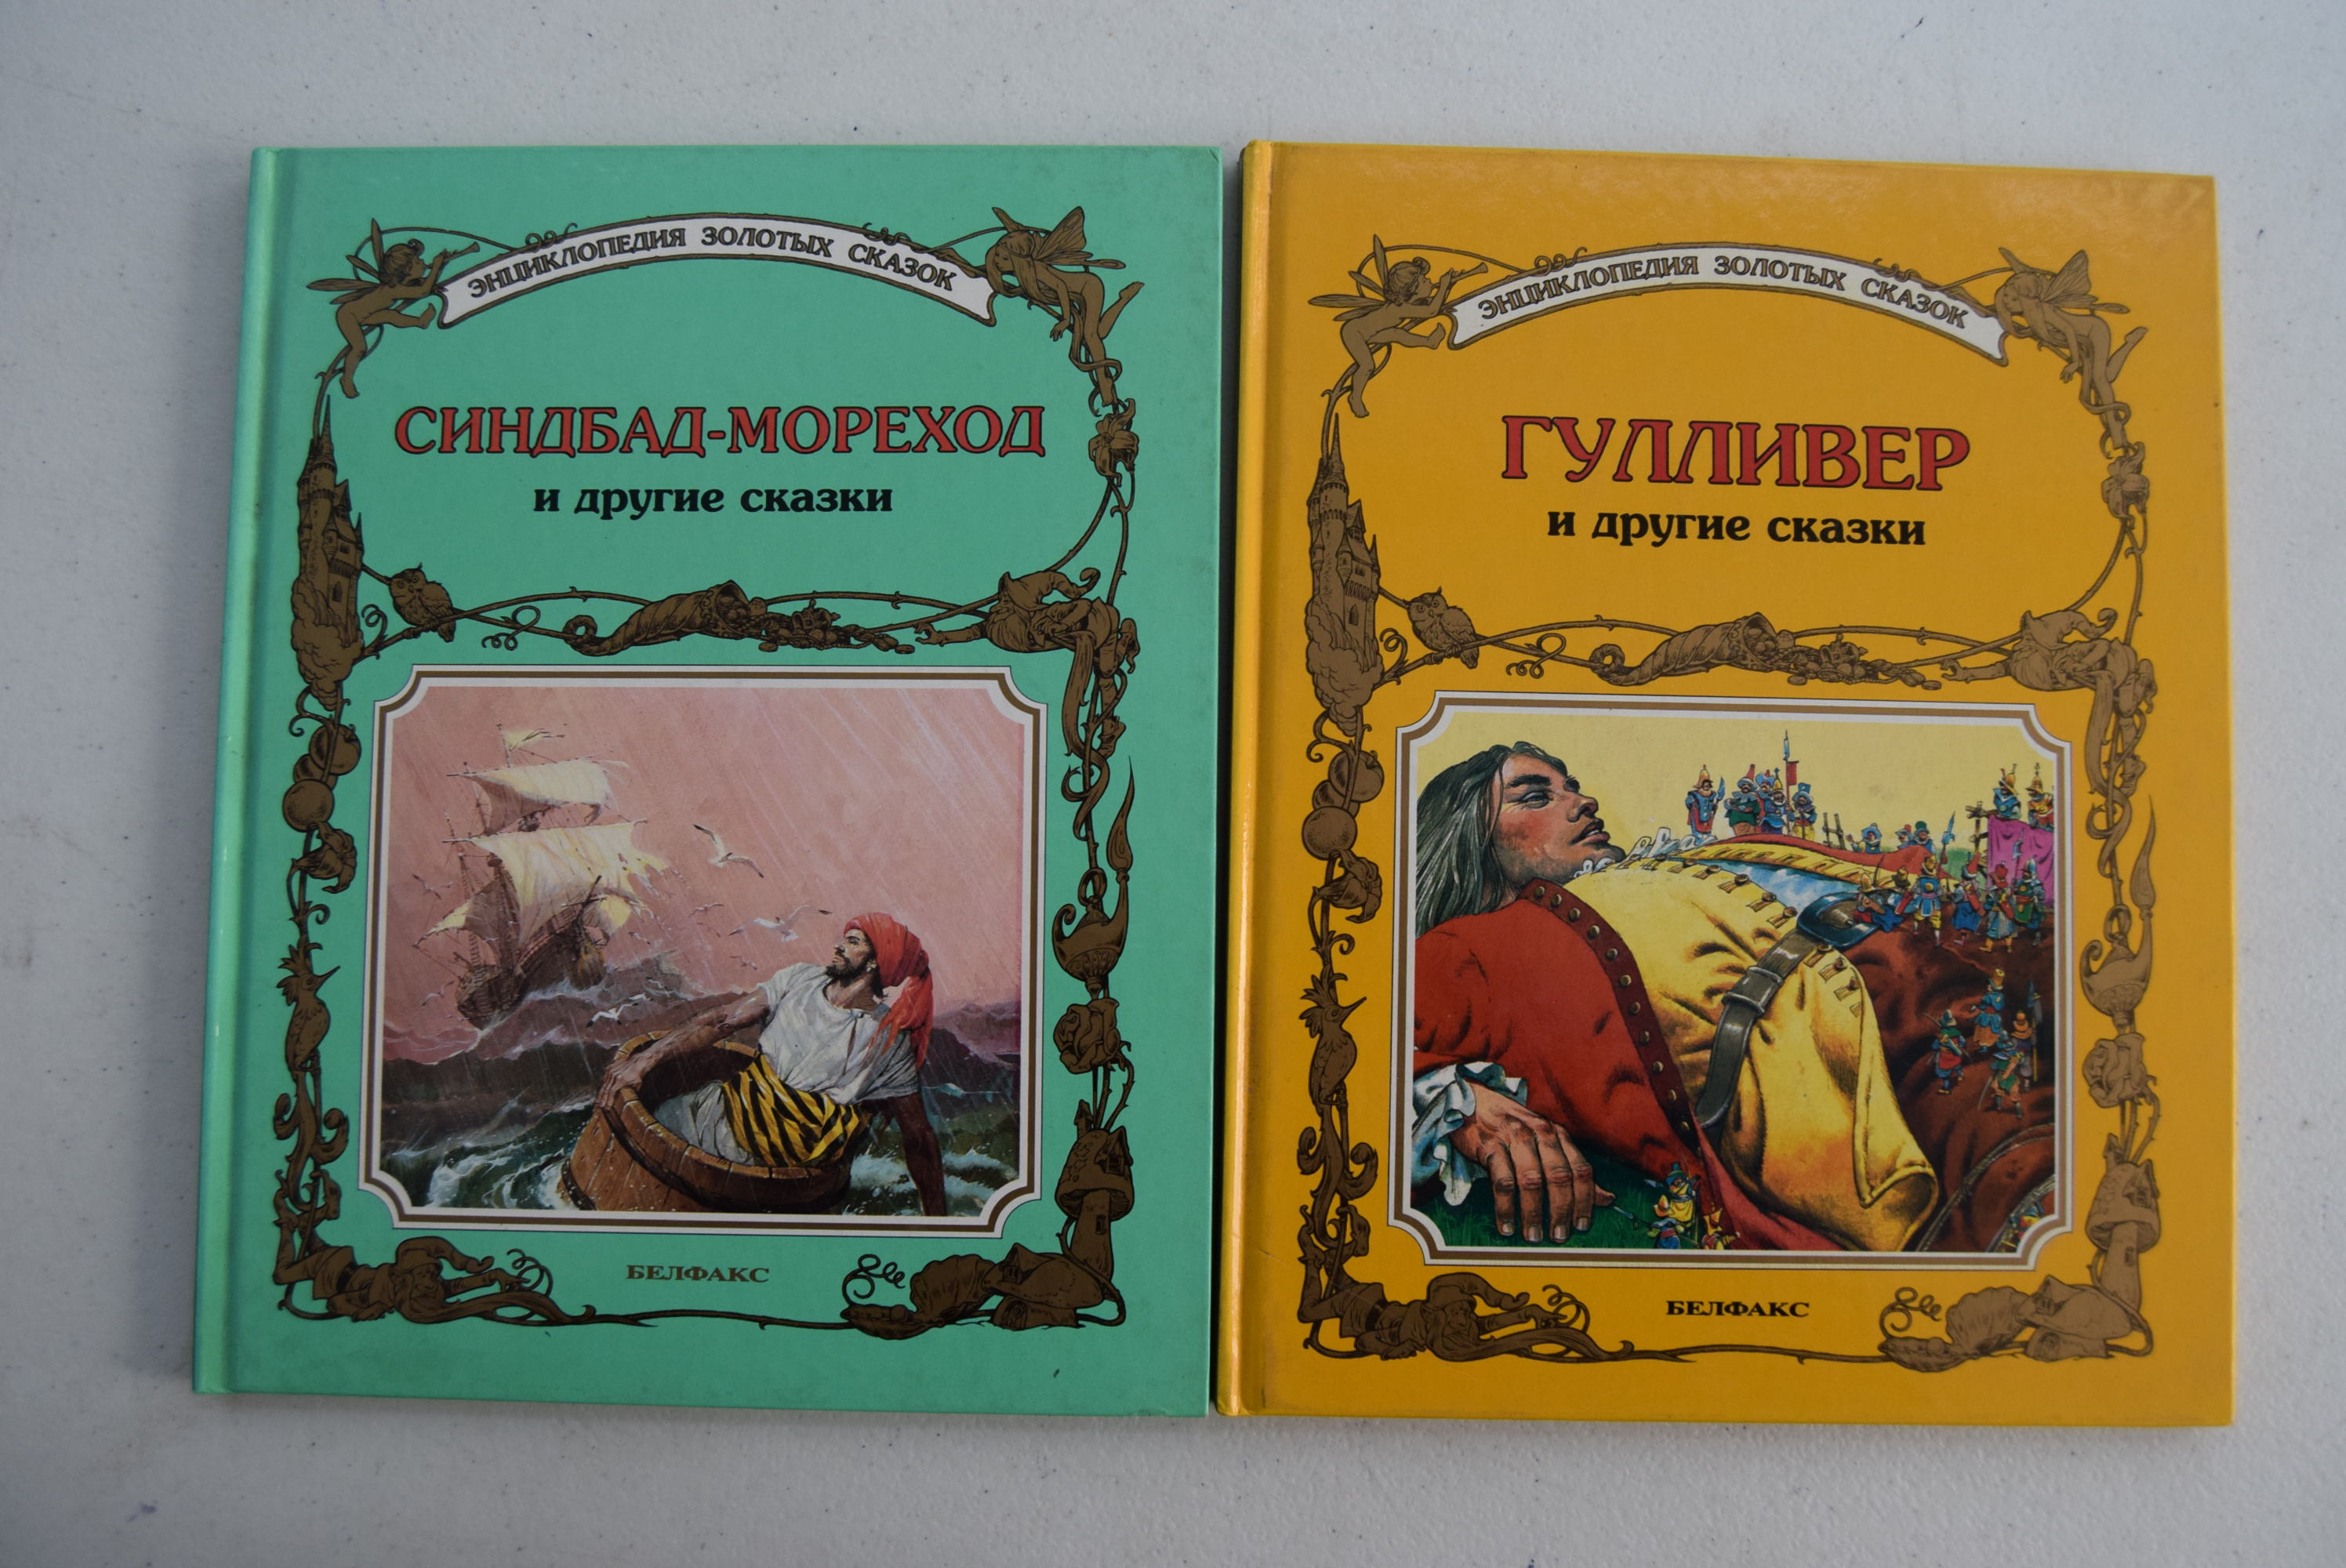 ЭНЦИКЛОПЕДИЯ ЗОЛОТЫХ СКАЗОК
СИНДБАД-МОРЕХОД
и другие сказки
БЕЛФАКС
ЭНЦИКЛОПЕДИЯ ЗОЛОТЫХ СКАЗОК
ГУЛЛИВЕР
и другие сказки
БЕЛФАКС